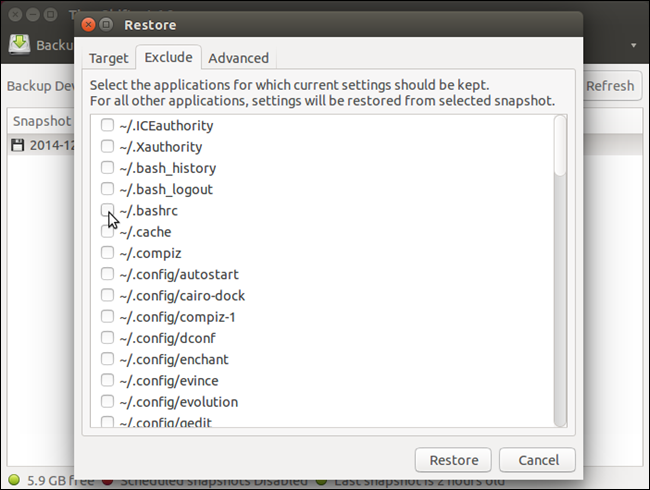 Restore
Backu
Target
Exclude
Advanced
Backup Dev
Select the applications for which current settings should be kept.
For all other applications, settings will be restored from selected snapshot.
Refresh
Snapshot
2014-12
~/.ICEauthority
~/.Xauthority
~/.bash_history
~/.bash_logout
~/.bashrc
~/.cache
~/.compiz
~/.config/autostart
~/.config/cairo-dock
~/.config/compiz-1
~/.config/dconf
~/.config/enchant
~/.config/evince
~/.config/evolution
~/.config/gedit
Restore
Cancel
5.9 GB free
Scheduled snapshots Disabled
Last snapshot is 2 hours old